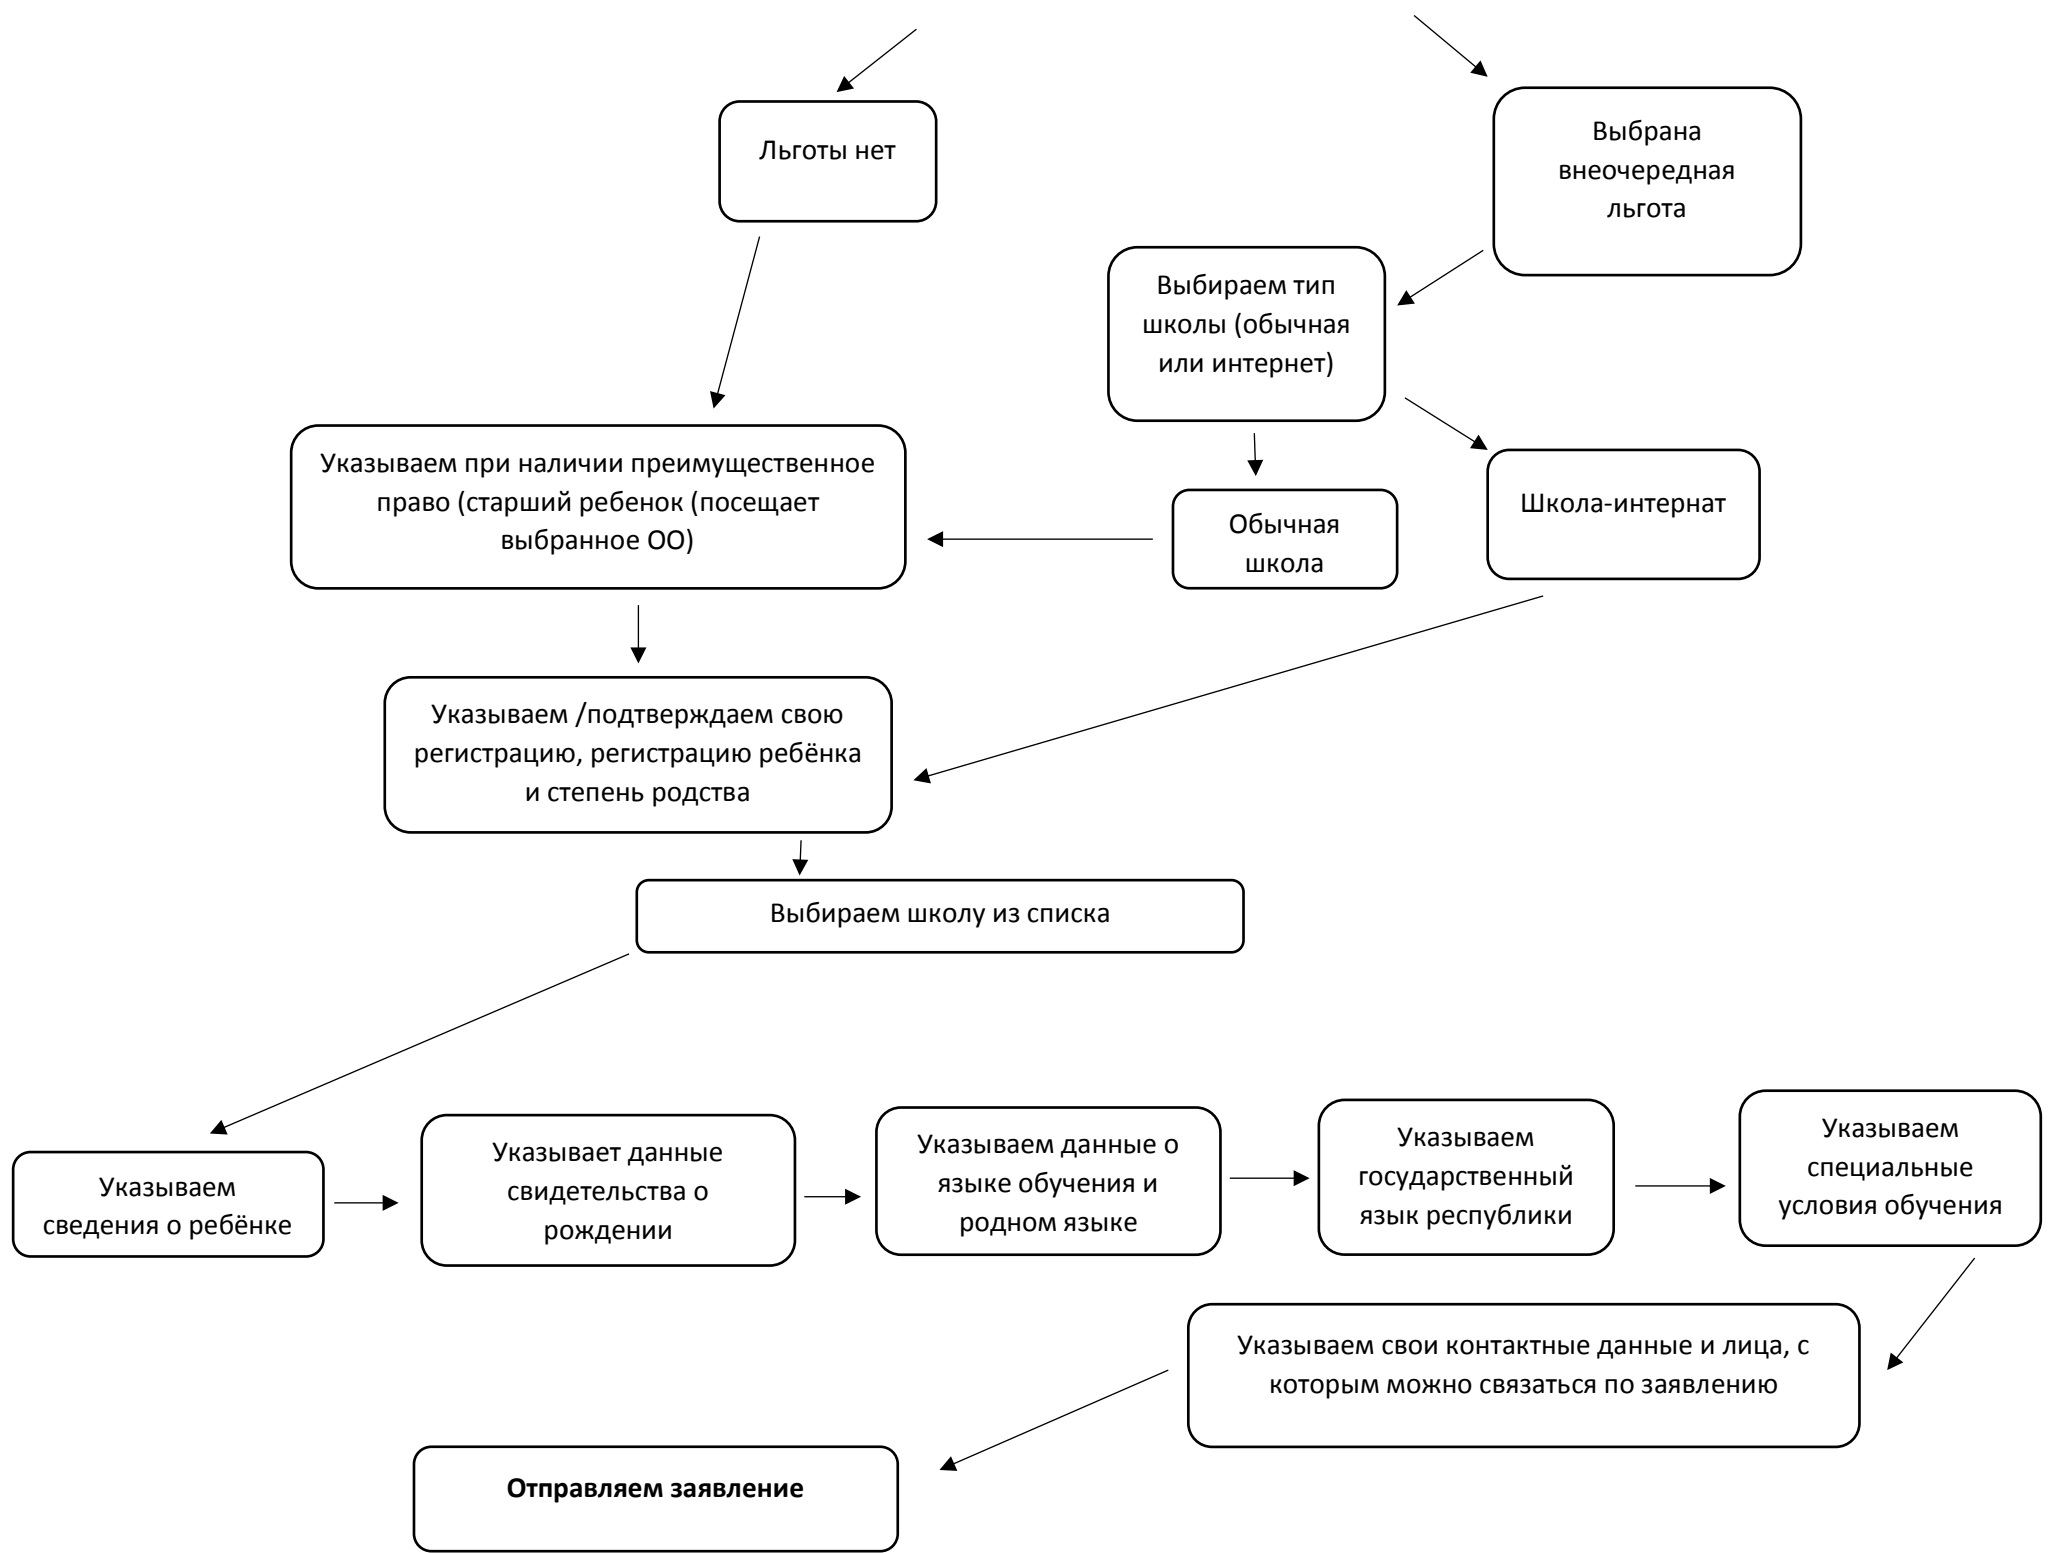 Льготы нет
Выбрана
внеочередная
льгота
Выбираем тип
школы (обычная
или интернет)
Указываем при наличии преимущественное
право (старший ребенок (посещает
выбранное ОО)
Обычная
школа
Школа-интернат
Указываем /подтверждаем свою
регистрацию, регистрацию ребёнка
и степень родства
Выбираем школу из списка
Указываем
сведения о ребёнке
Указывает данные
свидетельства о
рождении
Указываем данные о
языке обучения и
родном языке
Указываем
государственный
язык республики
Указываем
специальные
условия обучения
Указываем свои контактные данные и лица, с
которым можно связаться по заявлению
Отправляем заявление